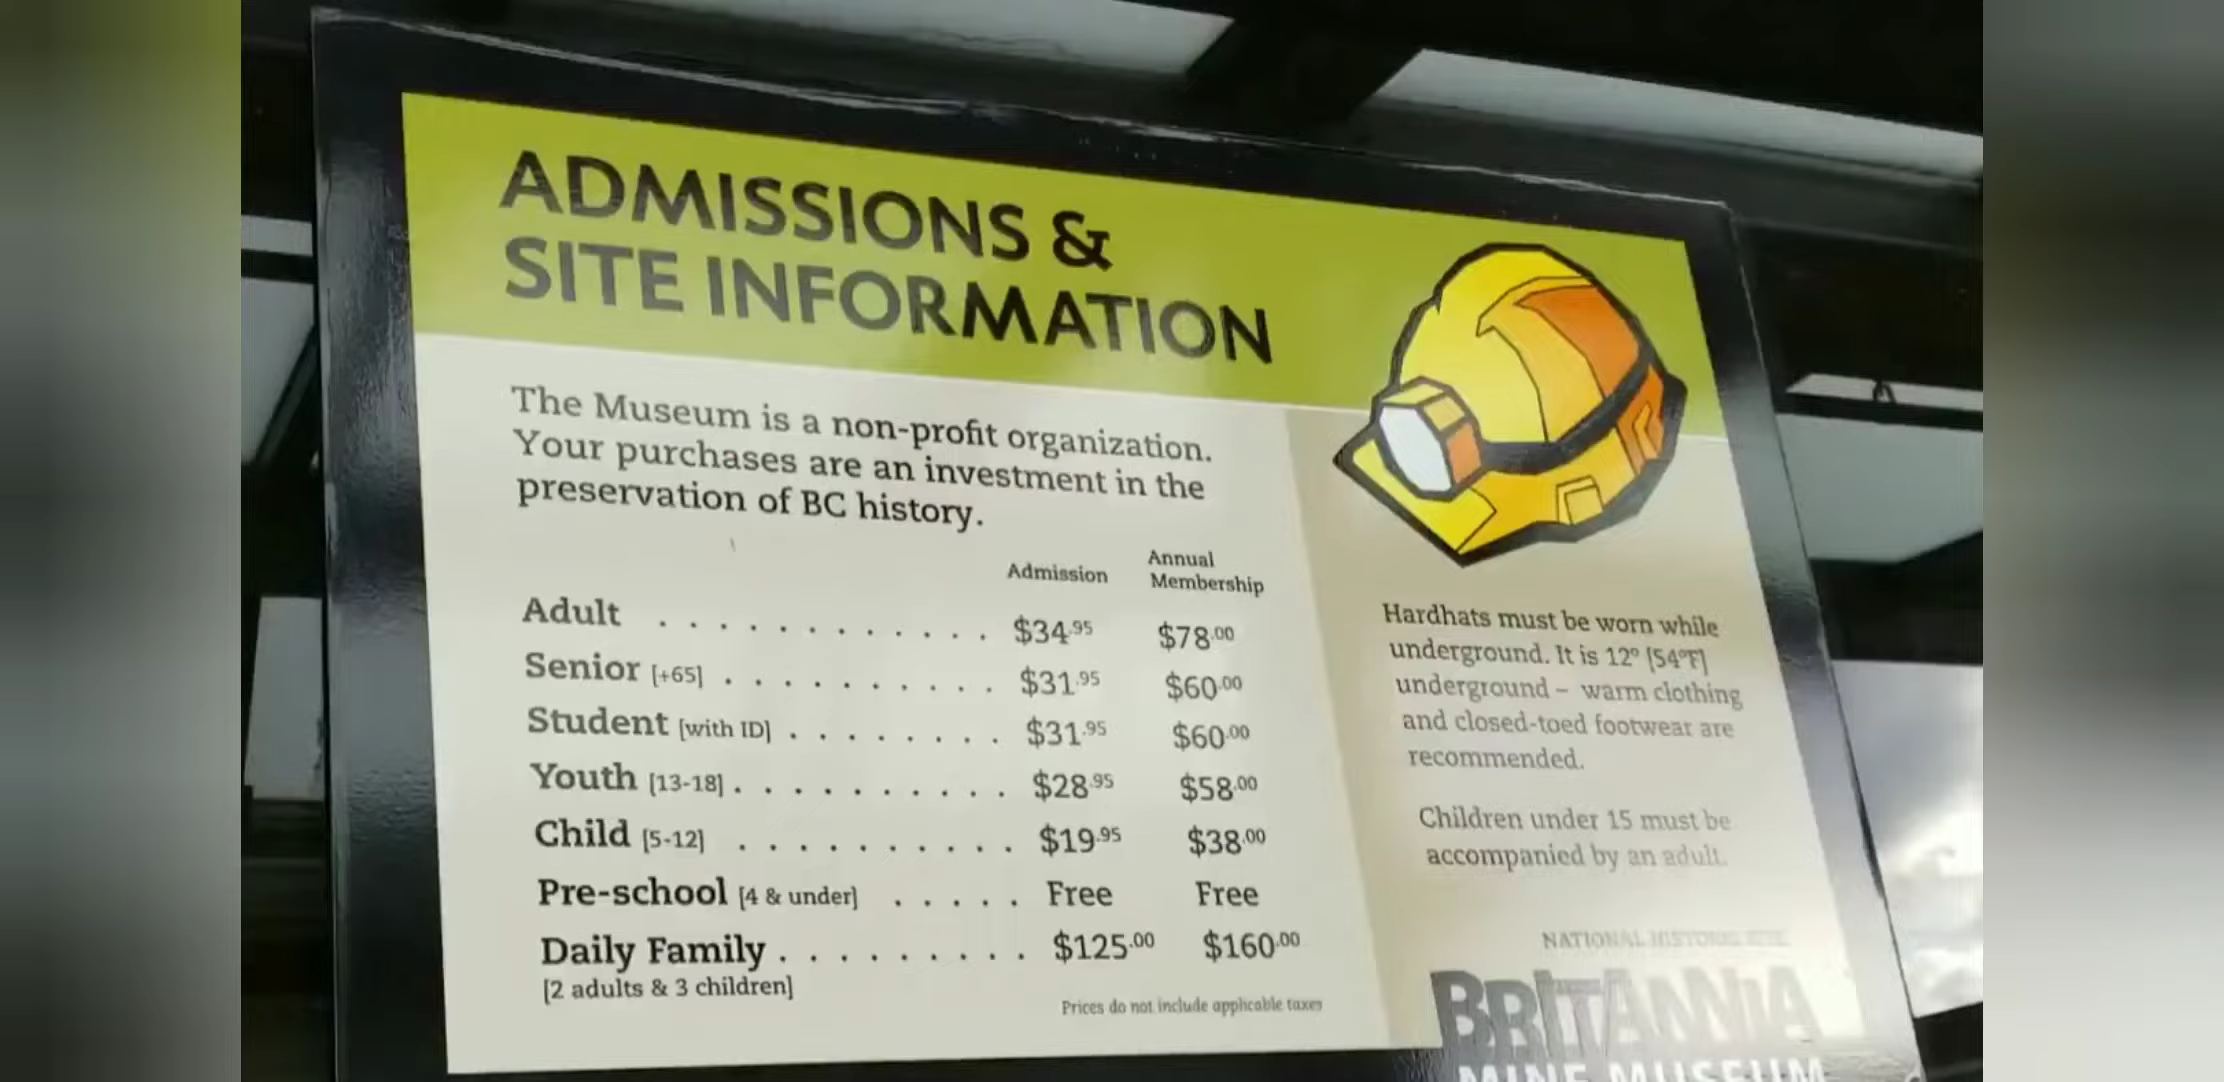 ADMISSIONS &
SITE INFORMATION
The Museum is a non-profit organization.
Your purchases are an investment in the
preservation of BC history.
Admission Annual Membership
Adult . . . . . . . . . . . . $34.95 $78.00
Senior [+65] . . . . . . . . . . $31.95 $60.00
Student [with ID] . . . . . . . . $31.95 $60.00
Youth [13-18] . . . . . . . . . . $28.95 $58.00
Child [5-12] . . . . . . . . . . $19.95 $38.00
Pre-school [4 & under] . . . . . Free Free
Daily Family . . . . . . . . . $125.00 $160.00
[2 adults & 3 children]
Prices do not include applicable taxes
Hardhats must be worn while
underground. It is 12° [54°F]
underground – warm clothing
and closed-toed footwear are
recommended.
Children under 15 must be
accompanied by an adult.
NATIONAL HISTORIC SITE
BRITANNIA
MINE MUSEUM